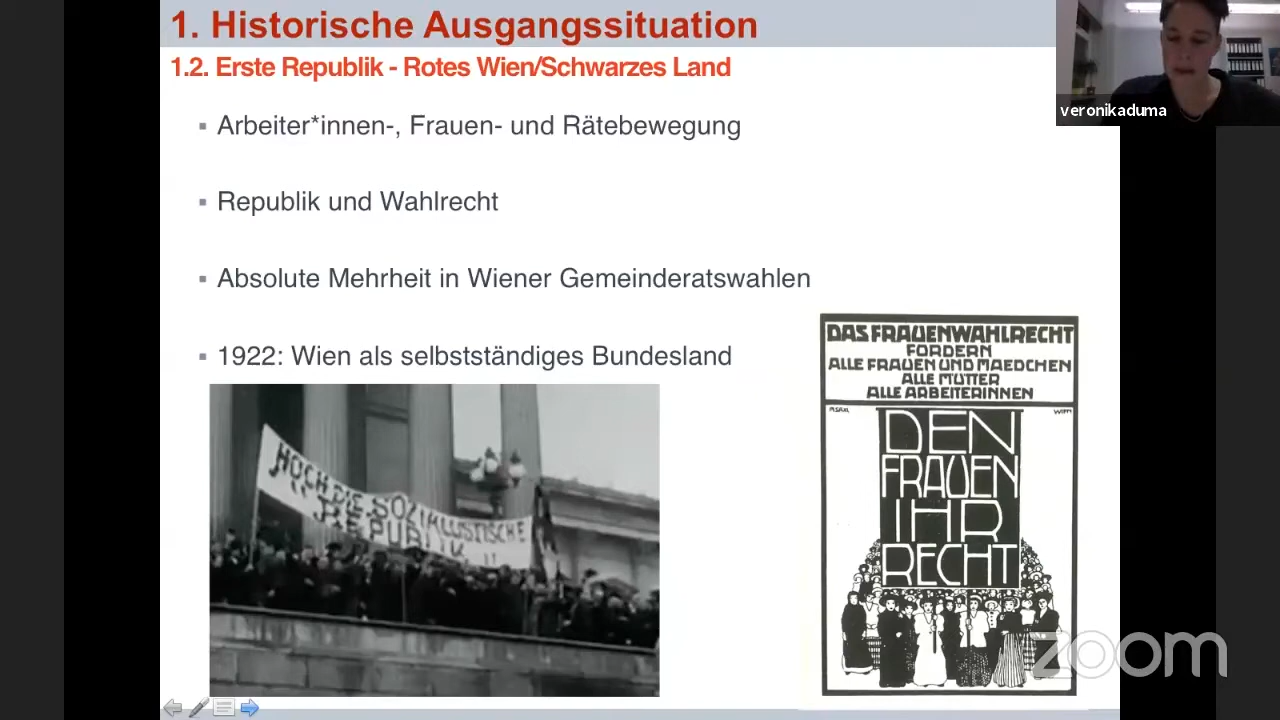 1. Historische Ausgangssituation
1.2. Erste Republik - Rotes Wien/Schwarzes Land
veronikaduma
▪ Arbeiter*innen-, Frauen- und Rätebewegung
▪ Republik und Wahlrecht
▪ Absolute Mehrheit in Wiener Gemeinderatswahlen
▪ 1922: Wien als selbstständiges Bundesland
HOCH DIE SOZIALISTISCHE
REPUBLIK !!
DAS FRAUENWAHLRECHT
FORDERN
ALLE FRAUEN UND MAEDCHEN
ALLE MÜTTER
ALLE ARBEITERINNEN
DEN
FRAUEN
IHR
RECHT
zoom